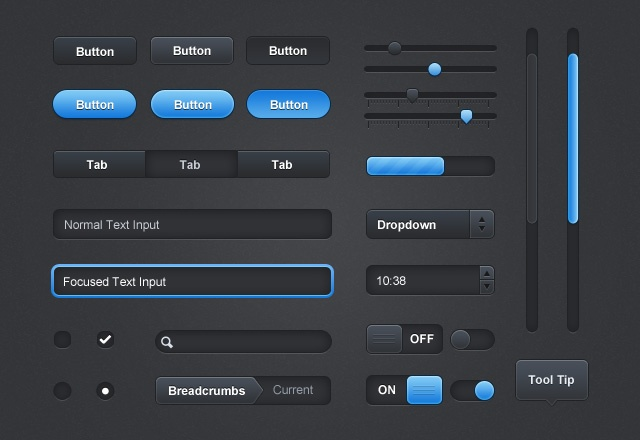 Button Button Button
Button Button Button
Tab Tab Tab
Normal Text Input
Dropdown
Focused Text Input
10:38
OFF
Breadcrumbs Current
ON
Tool Tip